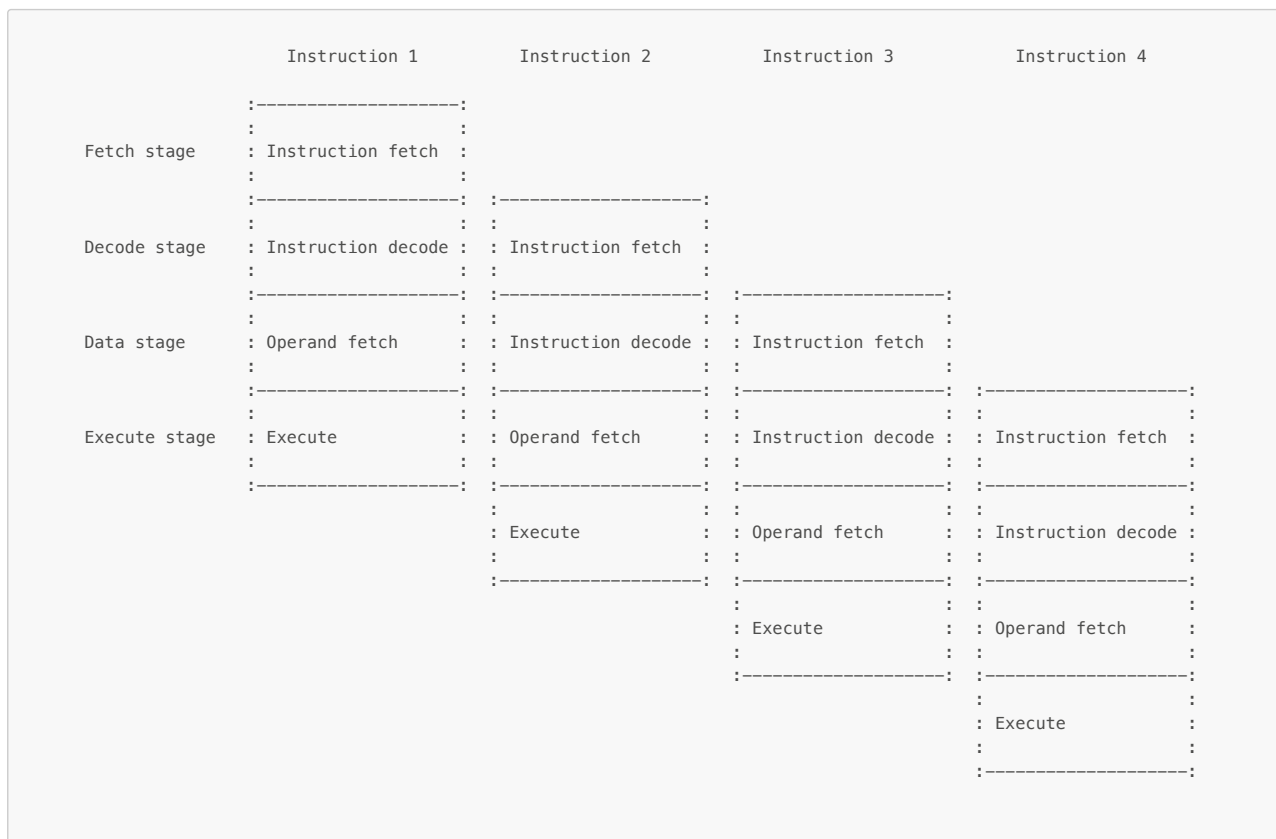 Instruction 1 Instruction 2 Instruction 3 Instruction 4
Fetch stage : Instruction fetch :
Decode stage : Instruction decode : : Instruction fetch :
Data stage : Operand fetch : : Instruction decode : : Instruction fetch :
Execute stage : Execute : : Operand fetch : : Instruction decode : : Instruction fetch :
: Execute : : Operand fetch : : Instruction decode :
: Execute : : Operand fetch :
: Execute :